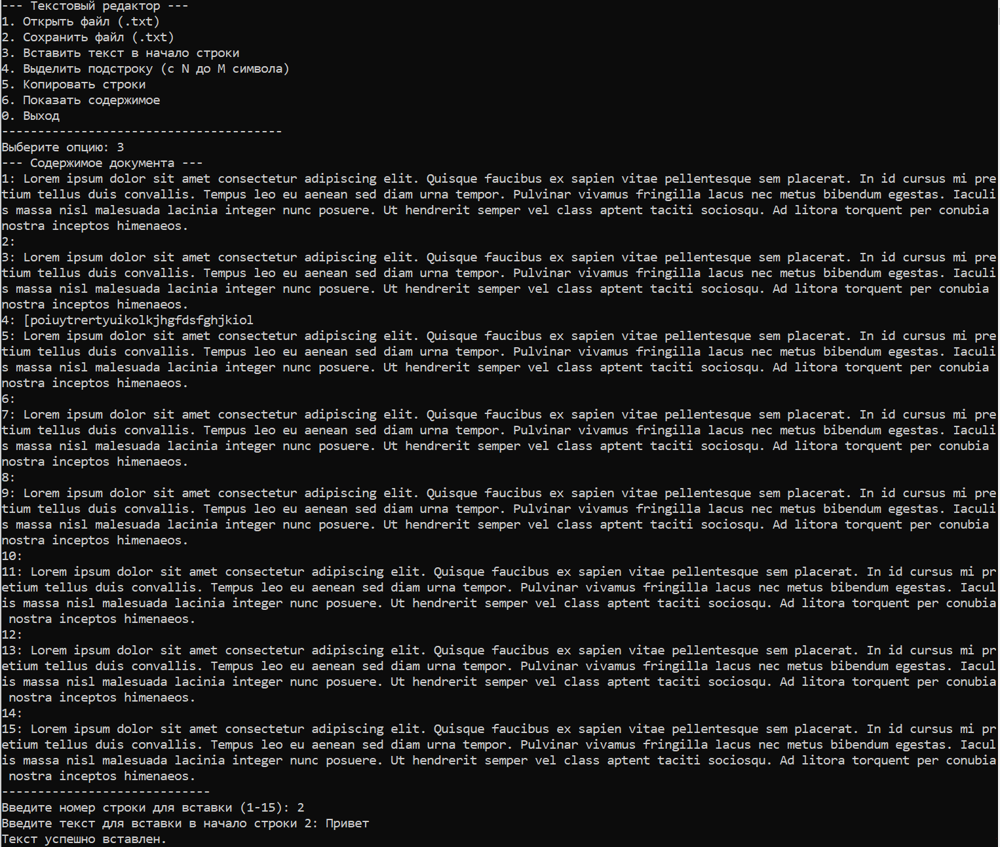 --- Текстовый редактор ---
1. Открыть файл (.txt)
2. Сохранить файл (.txt)
3. Вставить текст в начало строки
4. Выделить подстроку (с N до M символа)
5. Копировать строки
6. Показать содержимое
0. Выход
---------------------------------------
Выберите опцию: 3
--- Содержимое документа ---
1: Lorem ipsum dolor sit amet consectetur adipiscing elit. Quisque faucibus ex sapien vitae pellentesque sem placerat. In id cursus mi pre
tium tellus duis convallis. Tempus leo eu aenean sed diam urna tempor. Pulvinar vivamus fringilla lacus nec metus bibendum egestas. Iaculi
s massa nisl malesuada lacinia integer nunc posuere. Ut hendrerit semper vel class aptent taciti sociosqu. Ad litora torquent per conubia
nostra inceptos himenaeos.
2:
3: Lorem ipsum dolor sit amet consectetur adipiscing elit. Quisque faucibus ex sapien vitae pellentesque sem placerat. In id cursus mi pre
tium tellus duis convallis. Tempus leo eu aenean sed diam urna tempor. Pulvinar vivamus fringilla lacus nec metus bibendum egestas. Iaculi
s massa nisl malesuada lacinia integer nunc posuere. Ut hendrerit semper vel class aptent taciti sociosqu. Ad litora torquent per conubia
nostra inceptos himenaeos.
4: [poiuytrertyuikolkjhgfdsfghjkiol
5: Lorem ipsum dolor sit amet consectetur adipiscing elit. Quisque faucibus ex sapien vitae pellentesque sem placerat. In id cursus mi pre
tium tellus duis convallis. Tempus leo eu aenean sed diam urna tempor. Pulvinar vivamus fringilla lacus nec metus bibendum egestas. Iaculi
s massa nisl malesuada lacinia integer nunc posuere. Ut hendrerit semper vel class aptent taciti sociosqu. Ad litora torquent per conubia
nostra inceptos himenaeos.
6:
7: Lorem ipsum dolor sit amet consectetur adipiscing elit. Quisque faucibus ex sapien vitae pellentesque sem placerat. In id cursus mi pre
tium tellus duis convallis. Tempus leo eu aenean sed diam urna tempor. Pulvinar vivamus fringilla lacus nec metus bibendum egestas. Iaculi
s massa nisl malesuada lacinia integer nunc posuere. Ut hendrerit semper vel class aptent taciti sociosqu. Ad litora torquent per conubia
nostra inceptos himenaeos.
8:
9: Lorem ipsum dolor sit amet consectetur adipiscing elit. Quisque faucibus ex sapien vitae pellentesque sem placerat. In id cursus mi pre
tium tellus duis convallis. Tempus leo eu aenean sed diam urna tempor. Pulvinar vivamus fringilla lacus nec metus bibendum egestas. Iaculi
s massa nisl malesuada lacinia integer nunc posuere. Ut hendrerit semper vel class aptent taciti sociosqu. Ad litora torquent per conubia
nostra inceptos himenaeos.
10:
11: Lorem ipsum dolor sit amet consectetur adipiscing elit. Quisque faucibus ex sapien vitae pellentesque sem placerat. In id cursus mi pr
etium tellus duis convallis. Tempus leo eu aenean sed diam urna tempor. Pulvinar vivamus fringilla lacus nec metus bibendum egestas. Iacul
is massa nisl malesuada lacinia integer nunc posuere. Ut hendrerit semper vel class aptent taciti sociosqu. Ad litora torquent per conubia
 nostra inceptos himenaeos.
12:
13: Lorem ipsum dolor sit amet consectetur adipiscing elit. Quisque faucibus ex sapien vitae pellentesque sem placerat. In id cursus mi pr
etium tellus duis convallis. Tempus leo eu aenean sed diam urna tempor. Pulvinar vivamus fringilla lacus nec metus bibendum egestas. Iacul
is massa nisl malesuada lacinia integer nunc posuere. Ut hendrerit semper vel class aptent taciti sociosqu. Ad litora torquent per conubia
 nostra inceptos himenaeos.
14:
15: Lorem ipsum dolor sit amet consectetur adipiscing elit. Quisque faucibus ex sapien vitae pellentesque sem placerat. In id cursus mi pr
etium tellus duis convallis. Tempus leo eu aenean sed diam urna tempor. Pulvinar vivamus fringilla lacus nec metus bibendum egestas. Iacul
is massa nisl malesuada lacinia integer nunc posuere. Ut hendrerit semper vel class aptent taciti sociosqu. Ad litora torquent per conubia
 nostra inceptos himenaeos.
-----------------------------
Введите номер строки для вставки (1-15): 2
Введите текст для вставки в начало строки 2: Привет
Текст успешно вставлен.